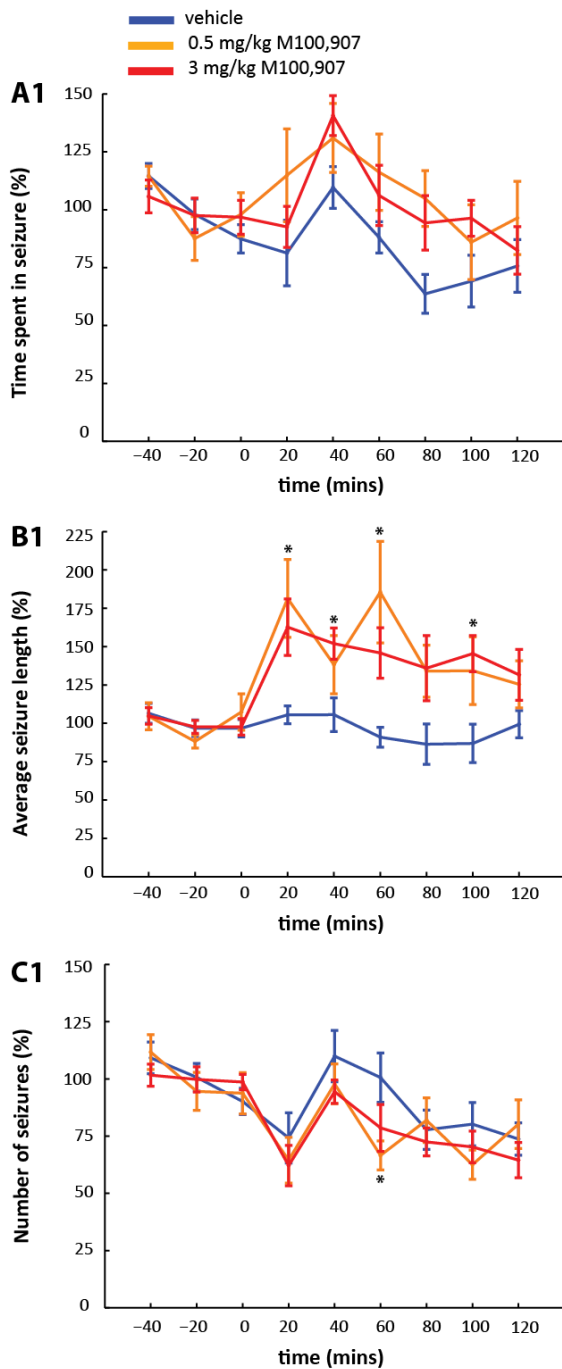 vehicle
0.5 mg/kg M100,907
3 mg/kg M100,907
A1
Time spent in seizure (%)
150
125
100
75
50
25
0
−40 −20 0 20 40 60 80 100 120
time (mins)
B1
Average seizure length (%)
225
200
175
150
125
100
75
50
25
0
* * * *
−40 −20 0 20 40 60 80 100 120
time (mins)
C1
Number of seizures (%)
150
125
100
75
50
25
0
*
−40 −20 0 20 40 60 80 100 120
time (mins)